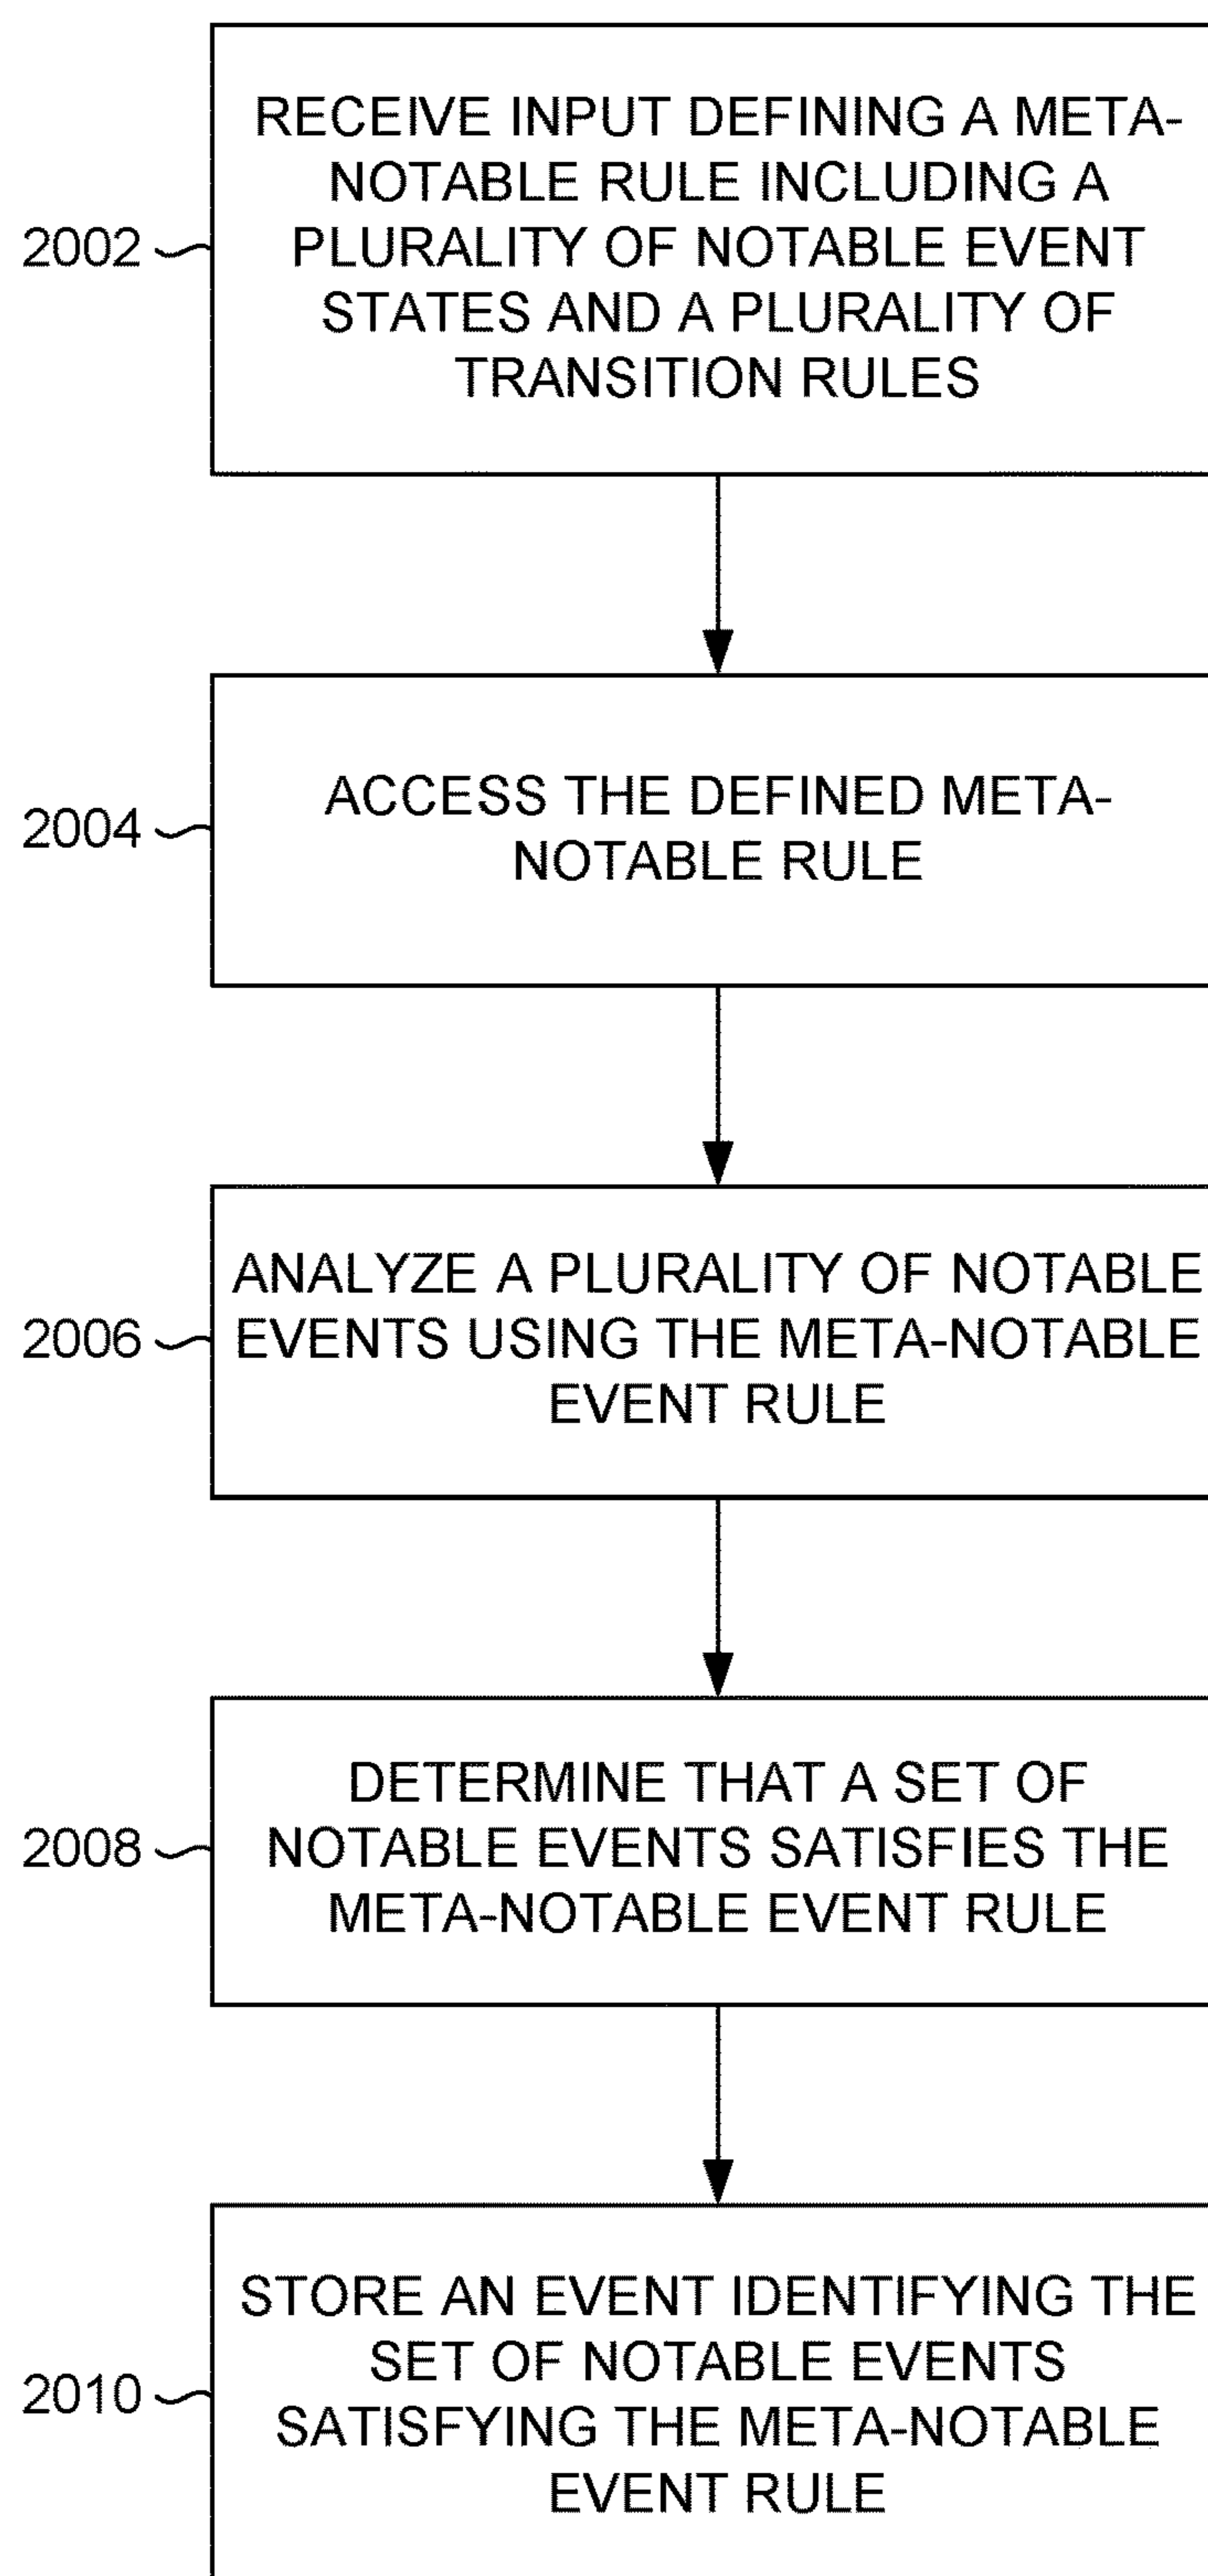 RECEIVE INPUT DEFINING A META-
NOTABLE RULE INCLUDING A
PLURALITY OF NOTABLE EVENT
STATES AND A PLURALITY OF
TRANSITION RULES
2002
ACCESS THE DEFINED META-
NOTABLE RULE
2004
ANALYZE A PLURALITY OF NOTABLE
EVENTS USING THE META-NOTABLE
EVENT RULE
2006
DETERMINE THAT A SET OF
NOTABLE EVENTS SATISFIES THE
META-NOTABLE EVENT RULE
2008
STORE AN EVENT IDENTIFYING THE
SET OF NOTABLE EVENTS
SATISFYING THE META-NOTABLE
EVENT RULE
2010